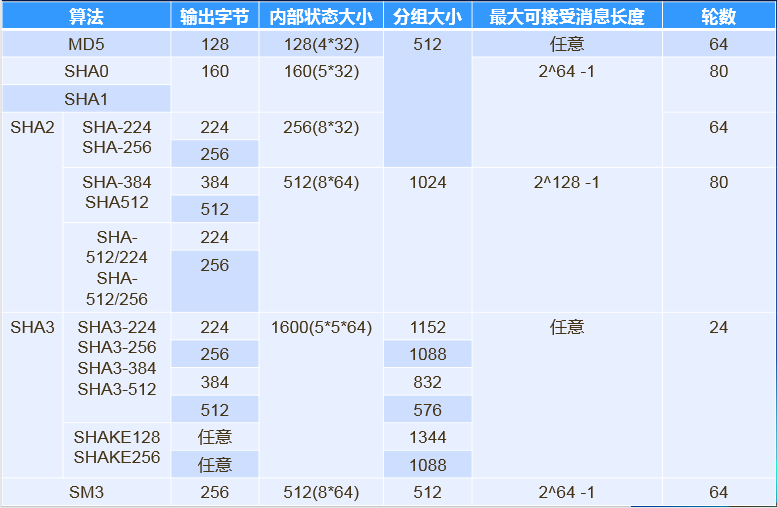 算法 输出字节 内部状态大小 分组大小 最大可接受消息长度 轮数
MD5 128 128(4*32) 512 任意 64
SHA0 160 160(5*32) 2^64 -1 80
SHA1
SHA2 SHA-224 224 256(8*32) 64
SHA-256 256
SHA-384 384 512(8*64) 1024 2^128 -1 80
SHA512 512
SHA- 224
512/224 256
SHA-
512/256
SHA3 SHA3-224 224 1600(5*5*64) 1152 任意 24
SHA3-256 256 1088
SHA3-384 384 832
SHA3-512 512 576
SHAKE128 任意 1344
SHAKE256 任意 1088
SM3 256 512(8*64) 512 2^64 -1 64